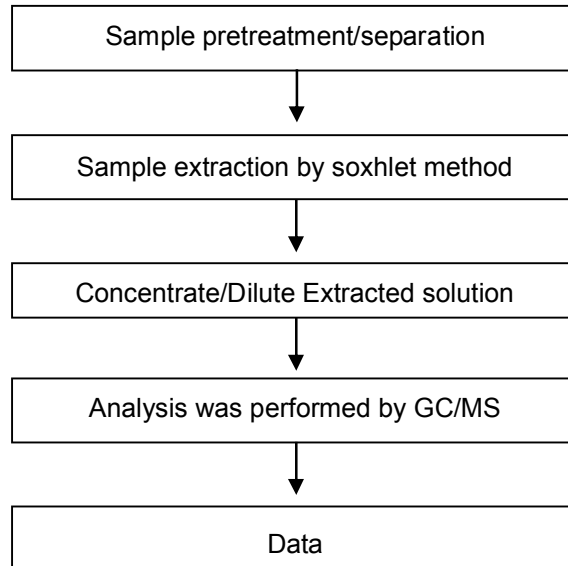 Sample pretreatment/separation
Sample extraction by soxhlet method
Concentrate/Dilute Extracted solution
Analysis was performed by GC/MS
Data